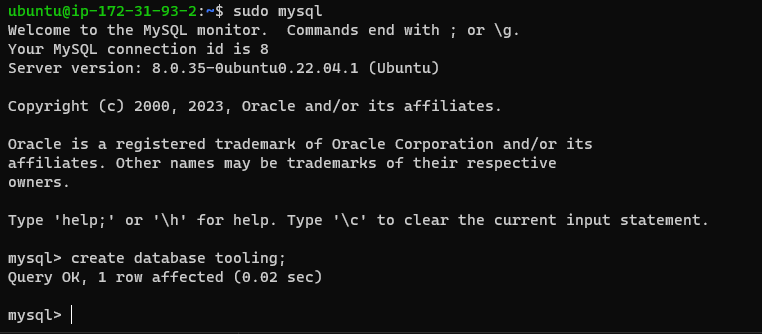 ubuntu@ip-172-31-93-2:~$ sudo mysql
Welcome to the MySQL monitor.  Commands end with ; or \g.
Your MySQL connection id is 8
Server version: 8.0.35-0ubuntu0.22.04.1 (Ubuntu)
Copyright (c) 2000, 2023, Oracle and/or its affiliates.
Oracle is a registered trademark of Oracle Corporation and/or its
affiliates. Other names may be trademarks of their respective
owners.
Type 'help;' or '\h' for help. Type '\c' to clear the current input statement.
mysql> create database tooling;
Query OK, 1 row affected (0.02 sec)
mysql>